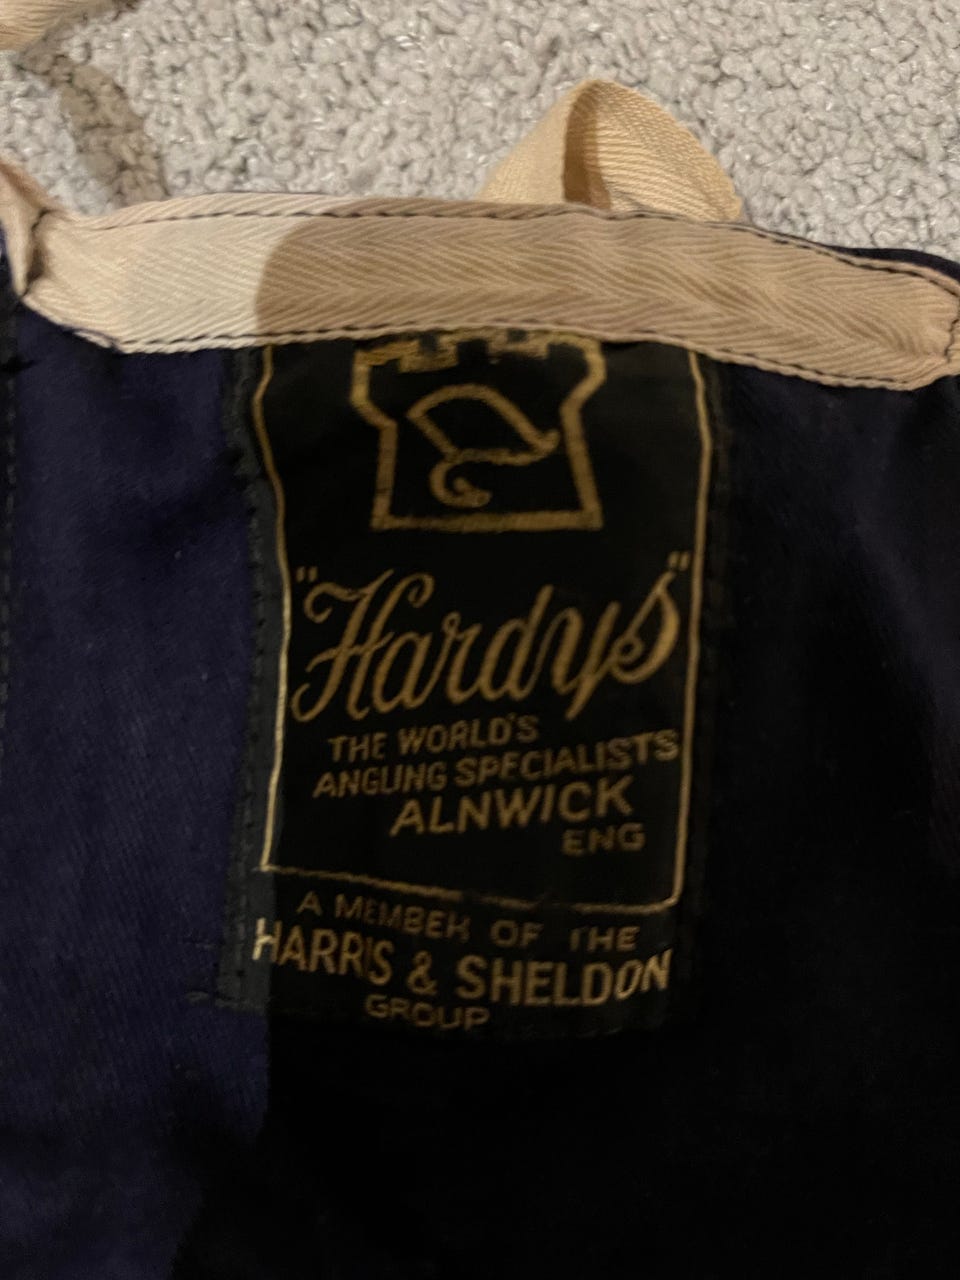 "Hardys"
THE WORLD'S
ANGLING SPECIALISTS
ALNWICK
ENG
A MEMBER OF THE
HARRIS & SHELDON
GROUP